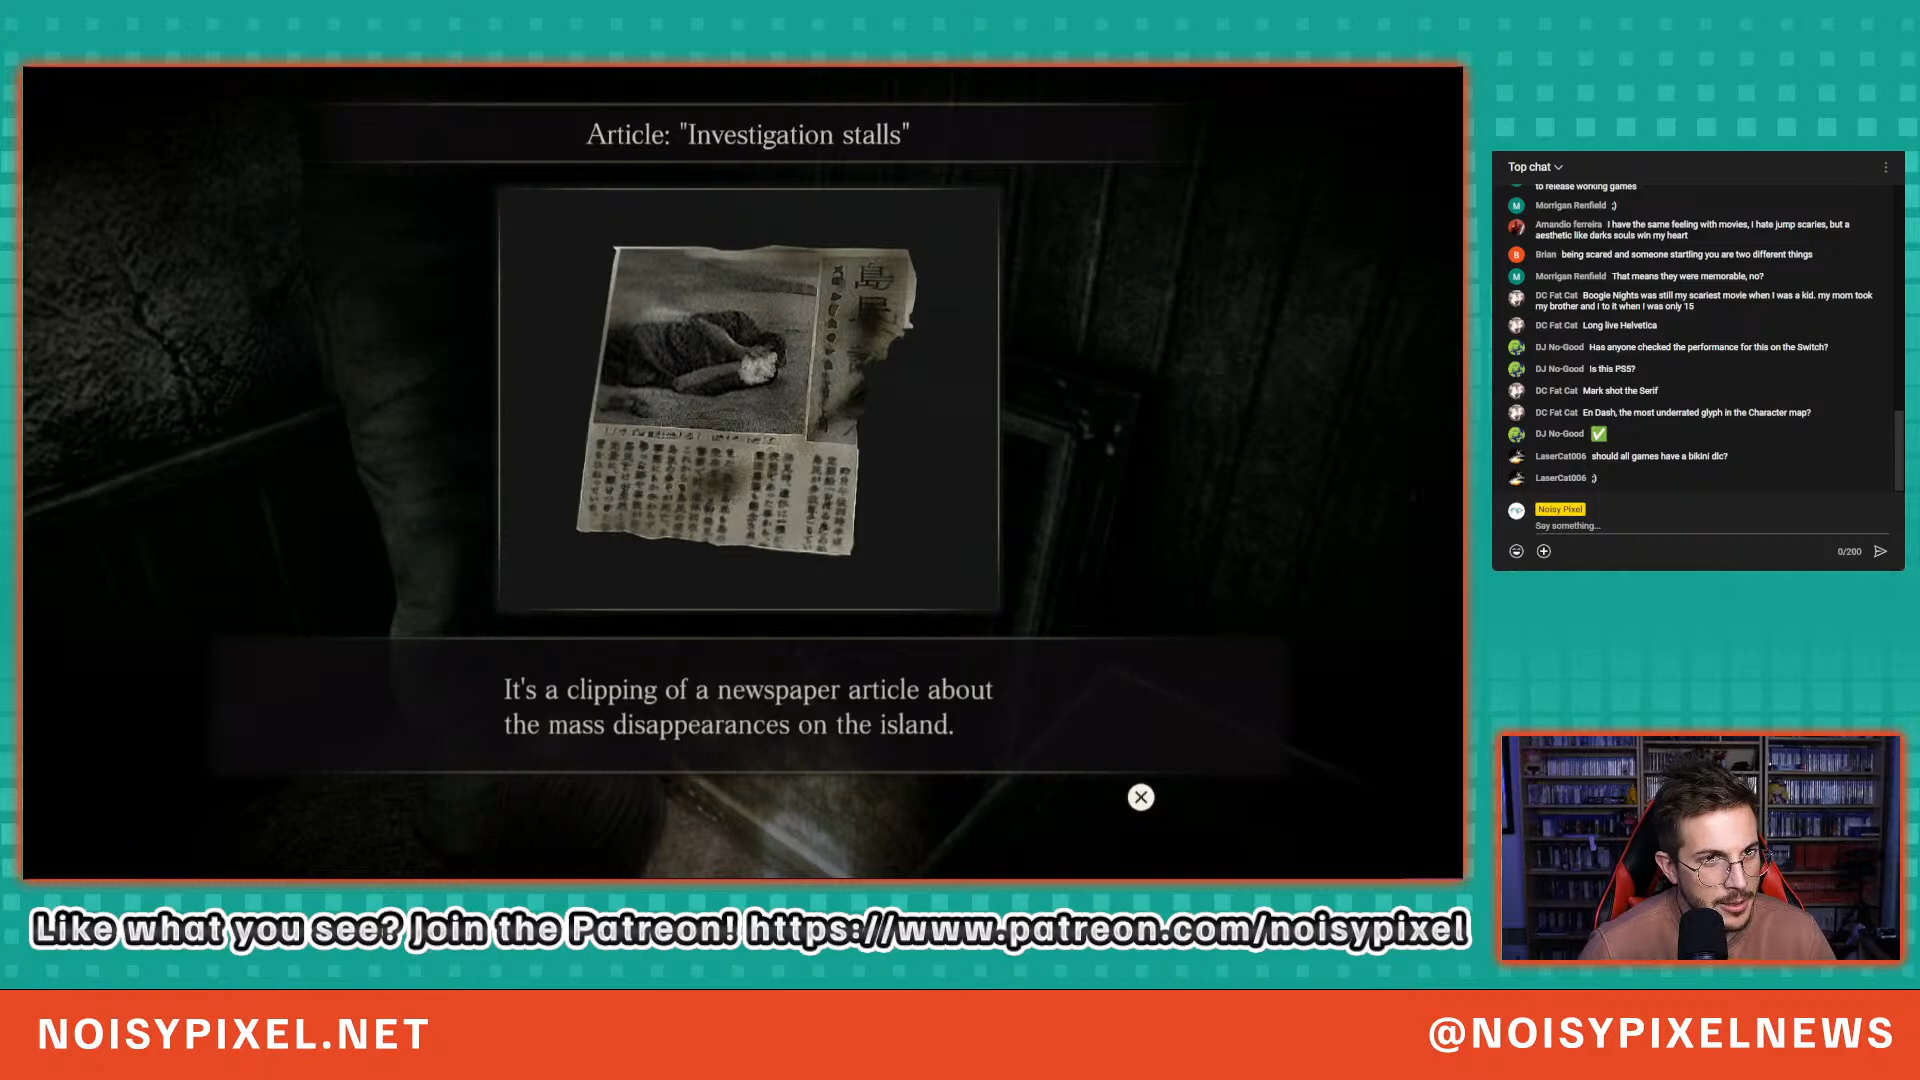 Article: "Investigation stalls"
島民
It's a clipping of a newspaper article about
the mass disappearances on the island.
Top chat
to release working games
M Morrigan Renfield ;)
Amandio ferreira I have the same feeling with movies, I hate jump scaries, but a
aesthetic like darks souls win my heart
B Brian being scared and someone startling you are two different things
M Morrigan Renfield That means they were memorable, no?
DC Fat Cat Boogie Nights was still my scariest movie when I was a kid. my mom took
my brother and I to it when I was only 15
DC Fat Cat Long live Helvetica
DJ No-Good Has anyone checked the performance for this on the Switch?
DJ No-Good Is this PS5?
DC Fat Cat Mark shot the Serif
DC Fat Cat En Dash, the most underrated glyph in the Character map?
DJ No-Good ✅
LaserCat006 should all games have a bikini dlc?
LaserCat006 ;)
Noisy Pixel
Say something...
0/200
Like what you see? Join the Patreon! https://www.patreon.com/noisypixel
NOISYPIXEL.NET
@NOISYPIXELNEWS